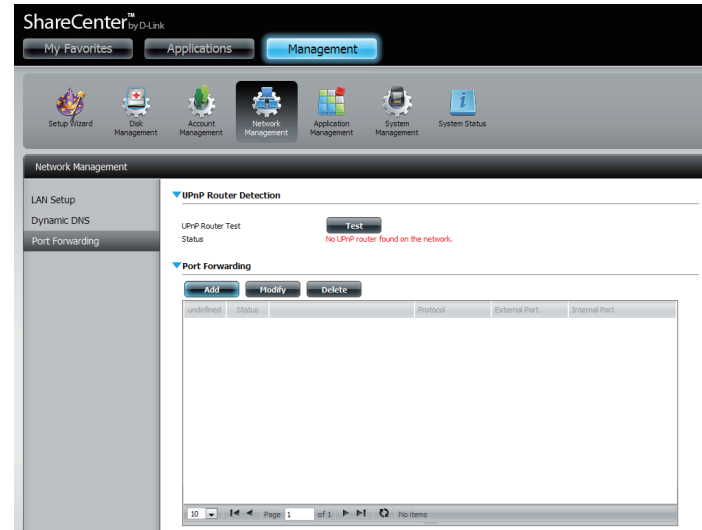 ShareCenter™ by D-Link
My Favorites Applications Management
Setup Wizard Disk Management Account Management Network Management Application Management System Management System Status
Network Management
LAN Setup
Dynamic DNS
Port Forwarding
UPnP Router Detection
UPnP Router Test Test
Status No UPnP router found on the network.
Port Forwarding
Add Modify Delete
undefined Status Protocol External Port Internal Port
10 Page 1 of 1 No items